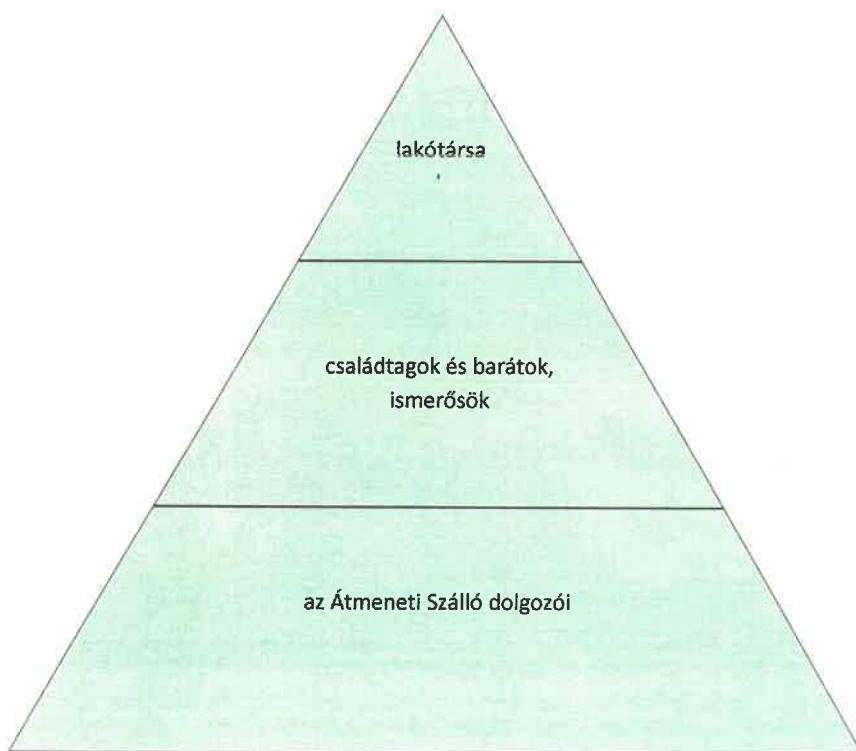 lakótársa
családtagok és barátok,
ismerősök
az Átmeneti Szálló dolgozói